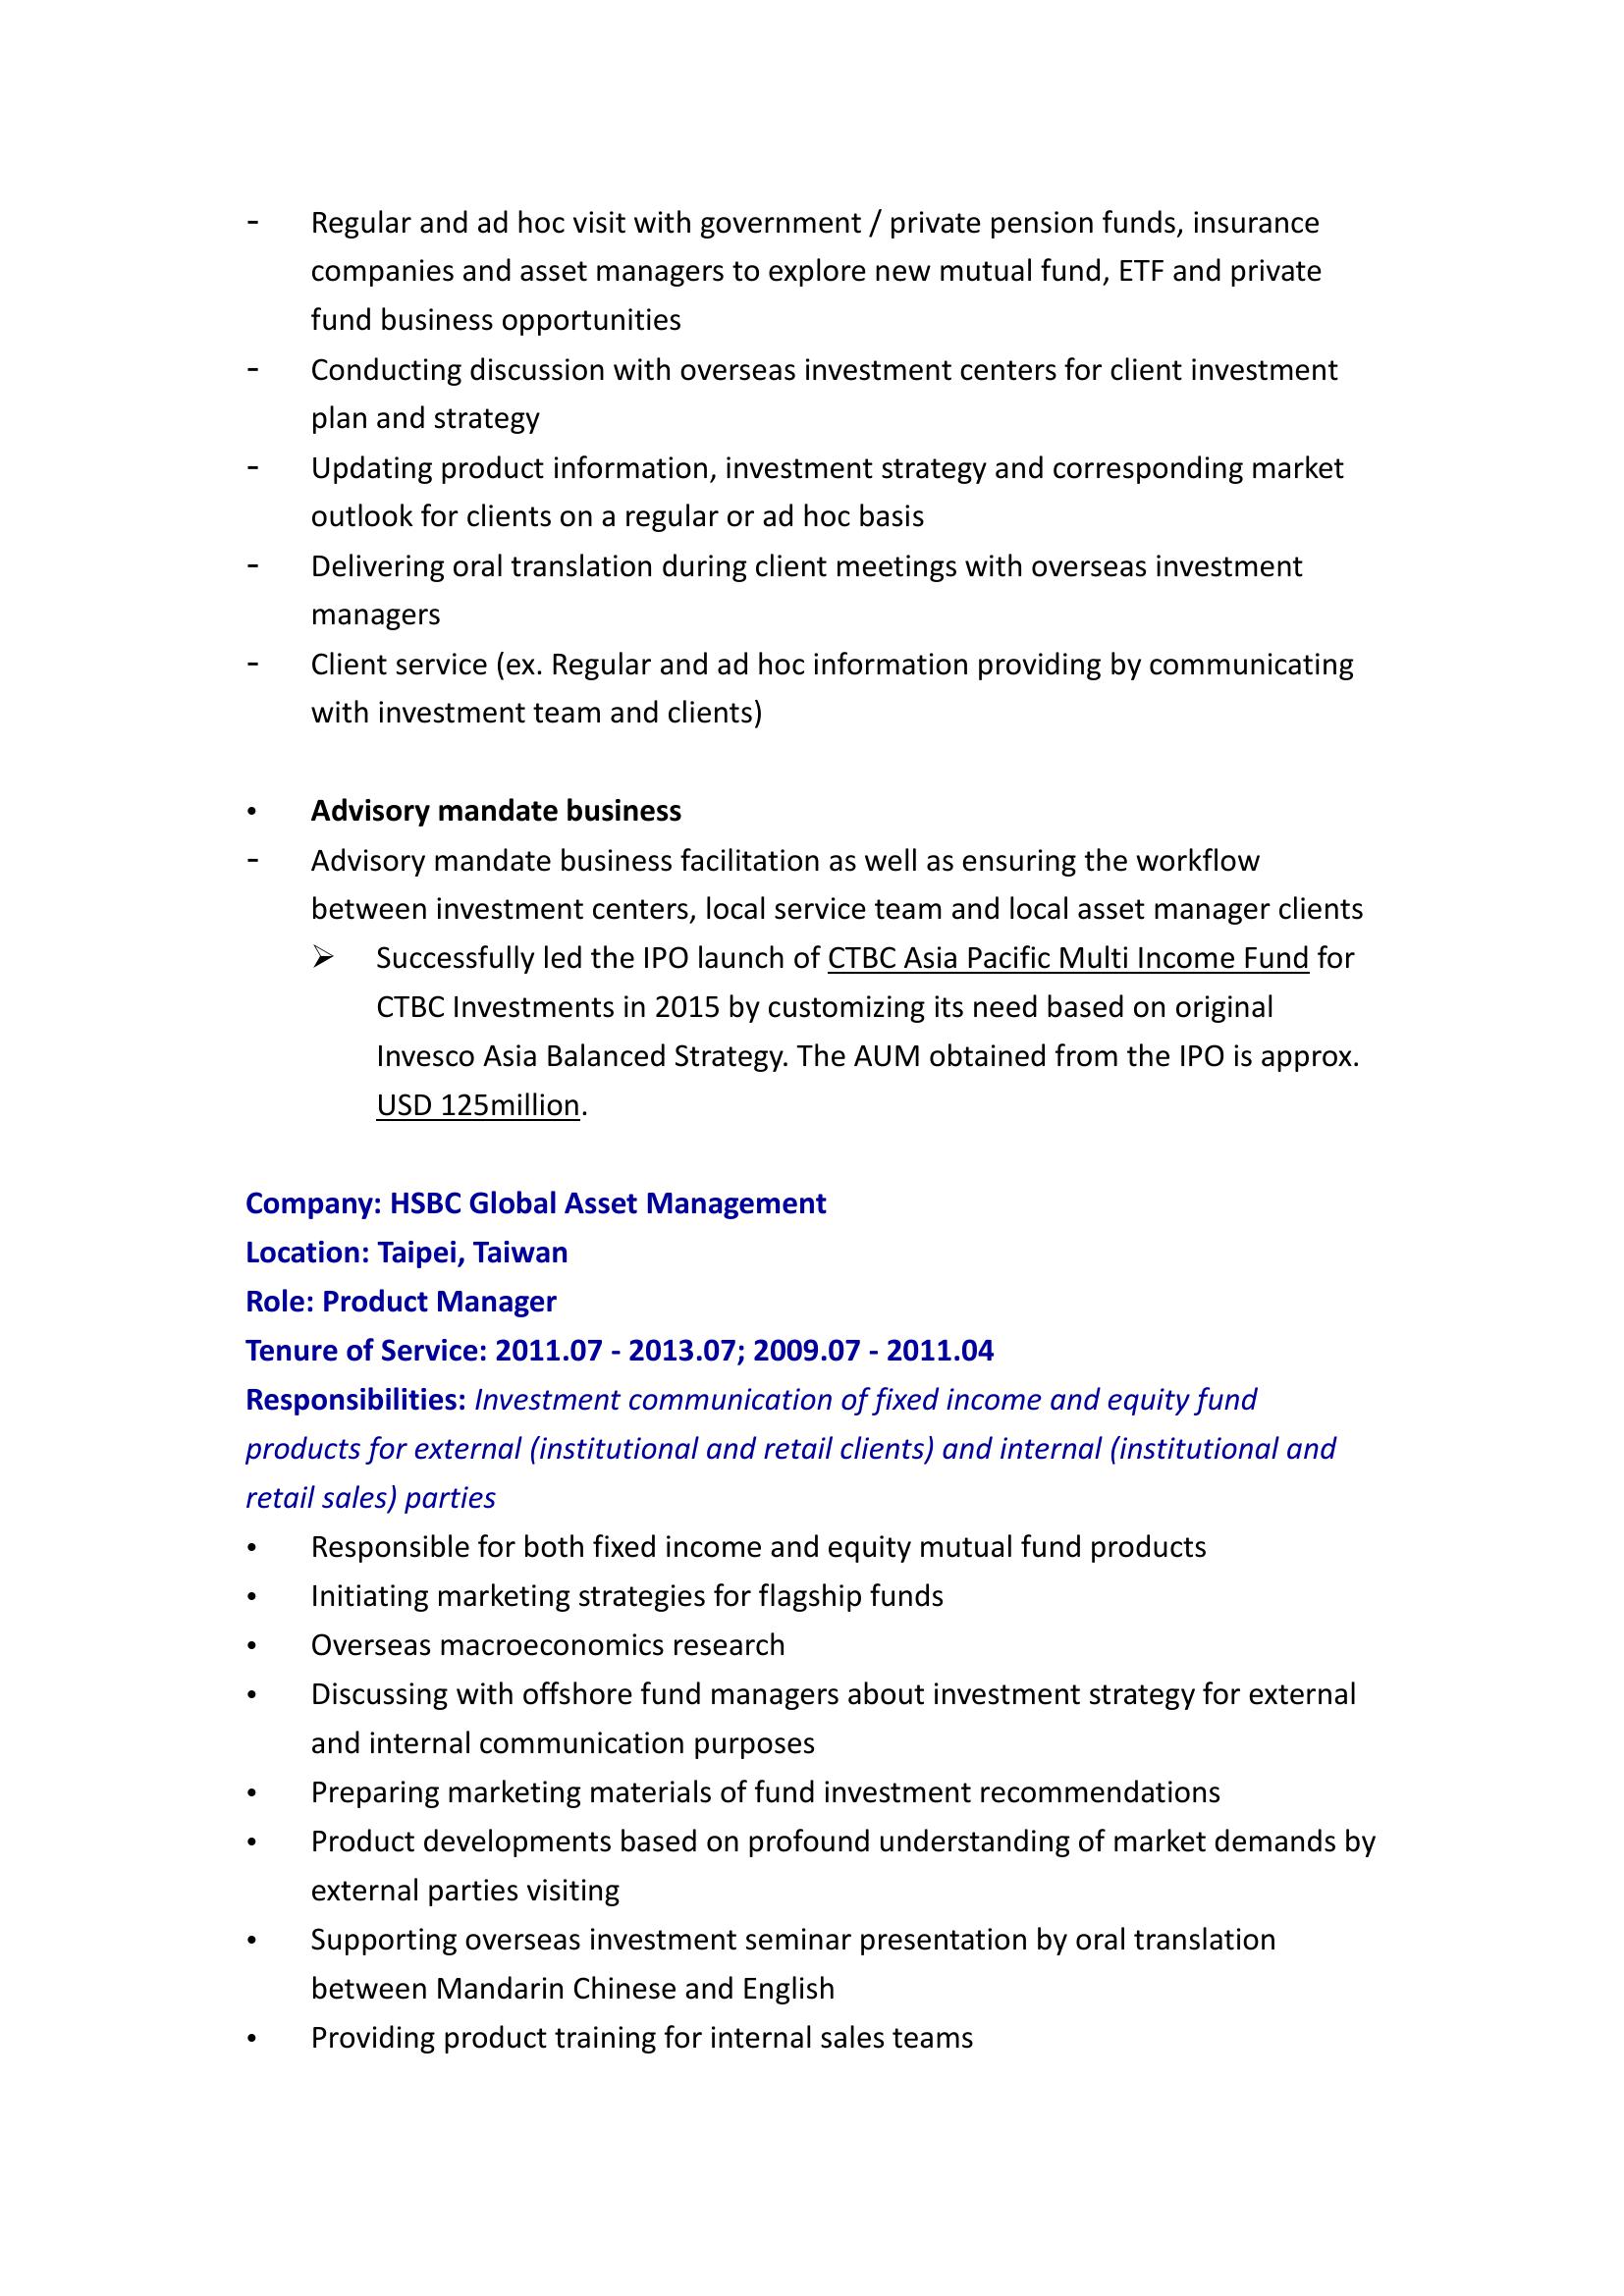 - Regular and ad hoc visit with government / private pension funds, insurance
companies and asset managers to explore new mutual fund, ETF and private
fund business opportunities
- Conducting discussion with overseas investment centers for client investment
plan and strategy
- Updating product information, investment strategy and corresponding market
outlook for clients on a regular or ad hoc basis
- Delivering oral translation during client meetings with overseas investment
managers
- Client service (ex. Regular and ad hoc information providing by communicating
with investment team and clients)
• Advisory mandate business
- Advisory mandate business facilitation as well as ensuring the workflow
between investment centers, local service team and local asset manager clients
➢ Successfully led the IPO launch of CTBC Asia Pacific Multi Income Fund for
CTBC Investments in 2015 by customizing its need based on original
Invesco Asia Balanced Strategy. The AUM obtained from the IPO is approx.
USD 125million.
Company: HSBC Global Asset Management
Location: Taipei, Taiwan
Role: Product Manager
Tenure of Service: 2011.07 - 2013.07; 2009.07 - 2011.04
Responsibilities: Investment communication of fixed income and equity fund
products for external (institutional and retail clients) and internal (institutional and
retail sales) parties
• Responsible for both fixed income and equity mutual fund products
• Initiating marketing strategies for flagship funds
• Overseas macroeconomics research
• Discussing with offshore fund managers about investment strategy for external
and internal communication purposes
• Preparing marketing materials of fund investment recommendations
• Product developments based on profound understanding of market demands by
external parties visiting
• Supporting overseas investment seminar presentation by oral translation
between Mandarin Chinese and English
• Providing product training for internal sales teams